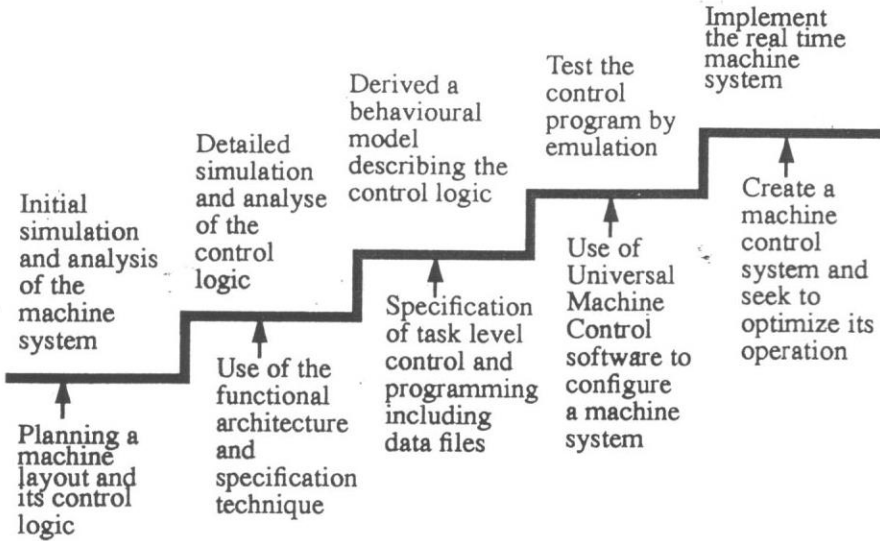 Initial
simulation
and analysis
of the
machine
system
Detailed
simulation
and analyse
of the
control
logic
Derived a
behavioural
model
describing the
control logic
Test the
control
program by
emulation
Implement
the real time
machine
system
Planning a
machine
layout and
its control
logic
Use of the
functional
architecture
and
specification
technique
Specification
of task level
control and
programming
including
data files
Use of
Universal
Machine
Control
software to
configure
a machine
system
Create a
machine
control
system and
seek to
optimize its
operation